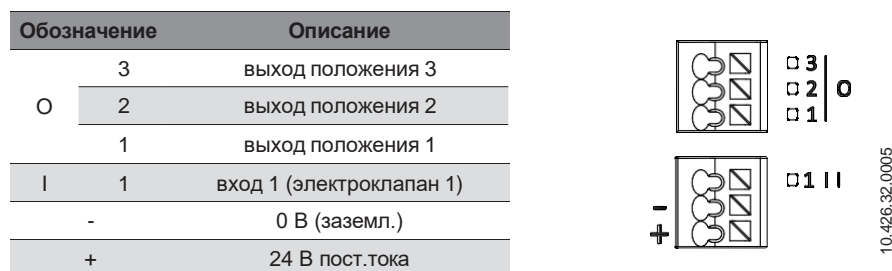 Обозначение Описание
O 3 выход положения 3
2 выход положения 2
1 выход положения 1
I 1 вход 1 (электроклапан 1)
- 0 В (заземл.)
+ 24 В пост.тока
3
2 O
1
1 I I
-
+
10.426.32.0005